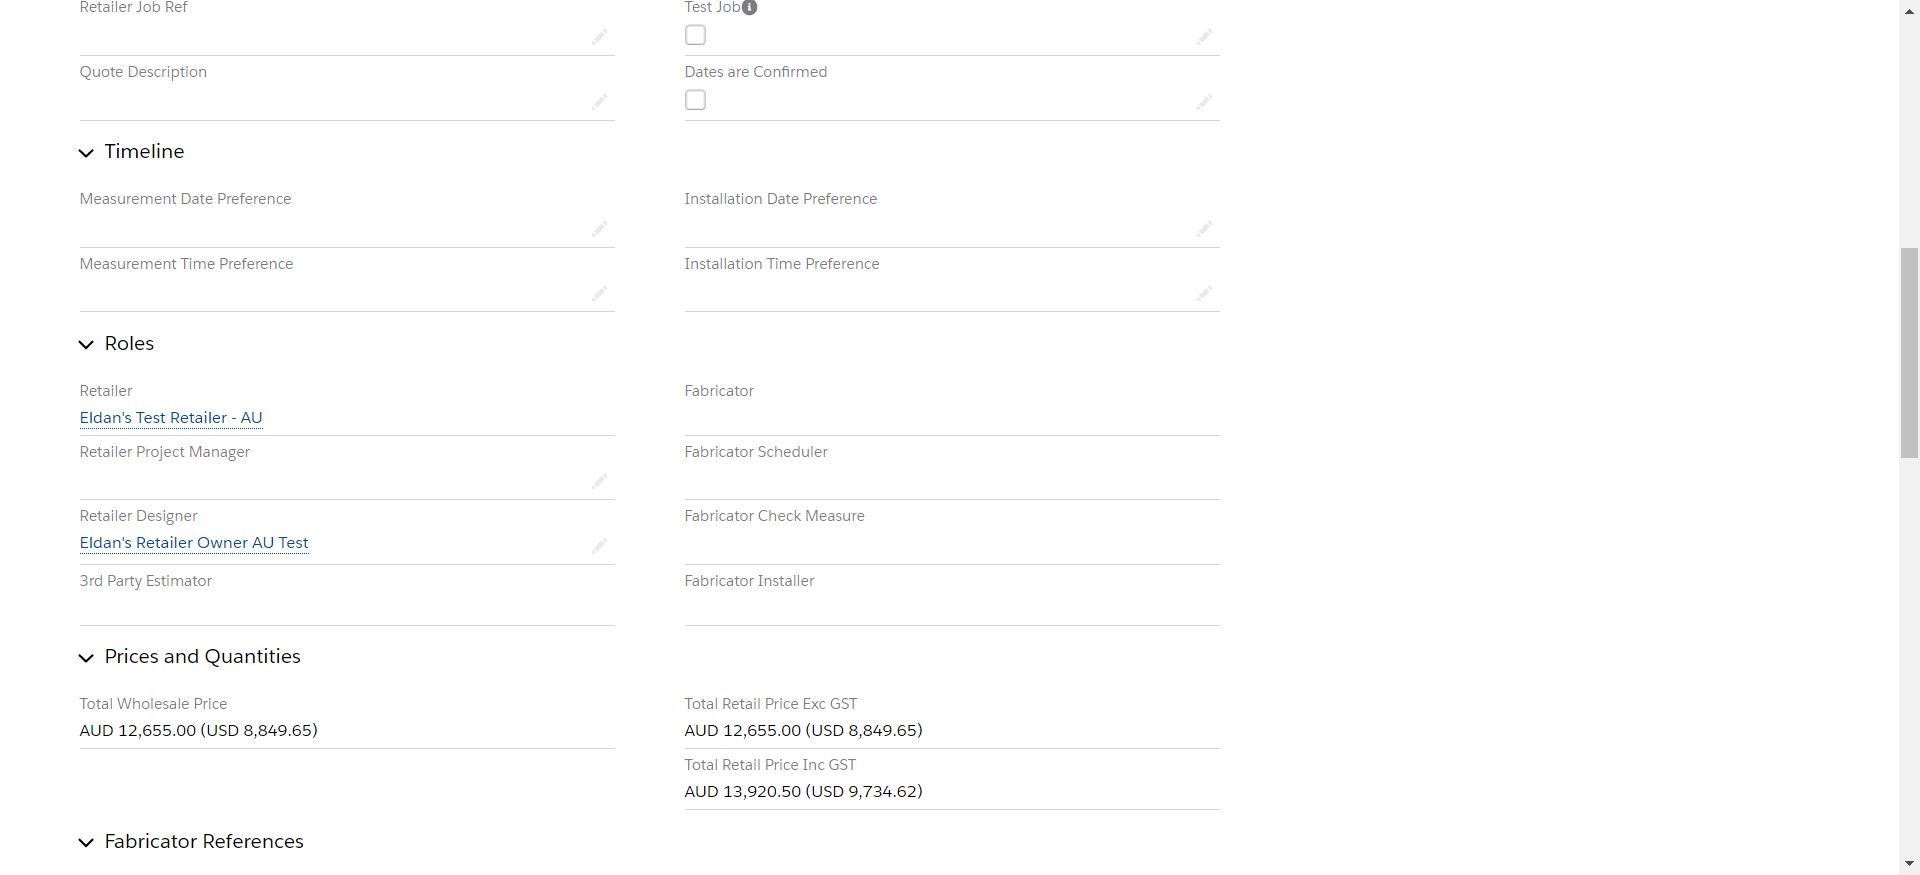 Retailer Job Ref
Test Job
Quote Description
Dates are Confirmed
Timeline
Measurement Date Preference
Installation Date Preference
Measurement Time Preference
Installation Time Preference
Roles
Retailer
Eldan's Test Retailer - AU
Fabricator
Retailer Project Manager
Fabricator Scheduler
Retailer Designer
Eldan's Retailer Owner AU Test
Fabricator Check Measure
3rd Party Estimator
Fabricator Installer
Prices and Quantities
Total Wholesale Price
AUD 12,655.00 (USD 8,849.65)
Total Retail Price Exc GST
AUD 12,655.00 (USD 8,849.65)
Total Retail Price Inc GST
AUD 13,920.50 (USD 9,734.62)
Fabricator References